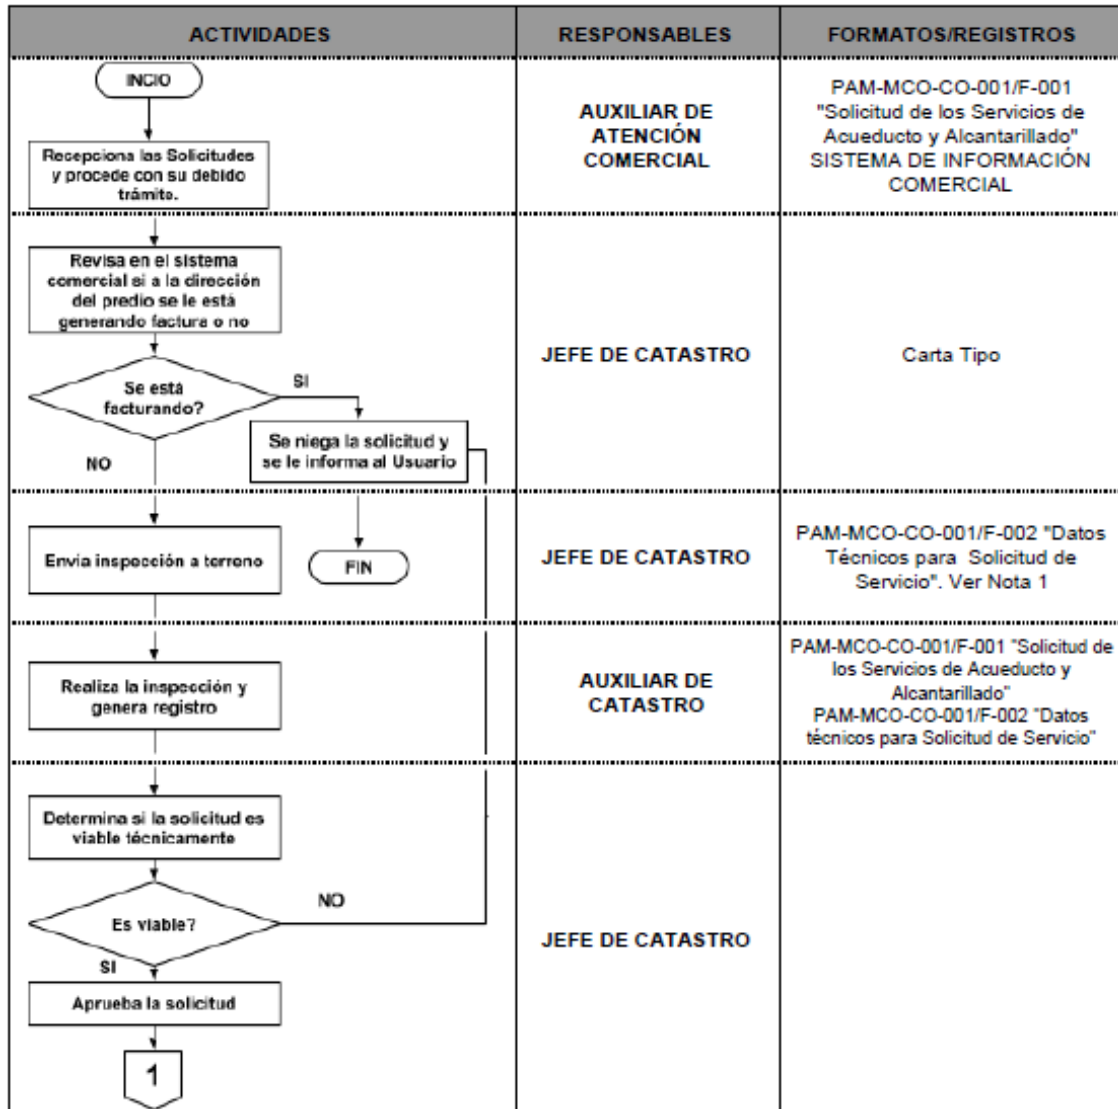 ACTIVIDADES
RESPONSABLES
FORMATOS/REGISTROS
INCIO
Recepciona las Solicitudes
y procede con su debido
trámite.
AUXILIAR DE
ATENCIÓN
COMERCIAL
PAM-MCO-CO-001/F-001
"Solicitud de los Servicios de
Acueducto y Alcantarillado"
SISTEMA DE INFORMACIÓN
COMERCIAL
Revisa en el sistema
comercial si a la dirección
del predio se le está
generando factura o no
Se está
facturando?
SI
NO
Se niega la solicitud y
se le informa al Usuario
JEFE DE CATASTRO
Carta Tipo
Envia inspección a terreno
FIN
JEFE DE CATASTRO
PAM-MCO-CO-001/F-002 "Datos
Técnicos para Solicitud de
Servicio". Ver Nota 1
Realiza la inspección y
genera registro
AUXILIAR DE
CATASTRO
PAM-MCO-CO-001/F-001 "Solicitud de
los Servicios de Acueducto y
Alcantarillado"
PAM-MCO-CO-001/F-002 "Datos
técnicos para Solicitud de Servicio"
Determina si la solicitud es
viable técnicamente
Es viable?
NO
SI
Aprueba la solicitud
1
JEFE DE CATASTRO